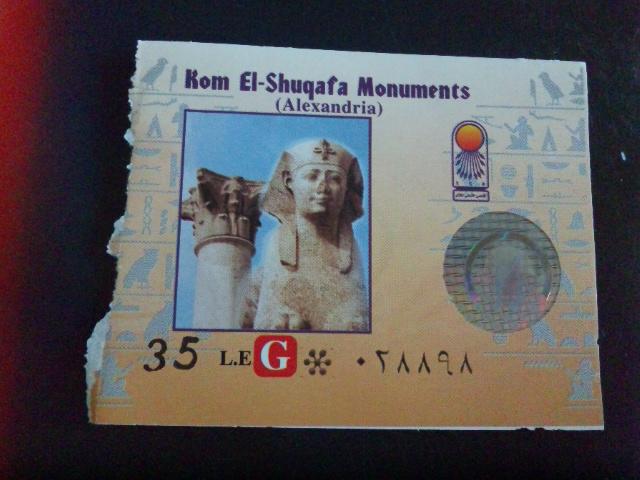 Kom El-Shuqafa Monuments
(Alexandria)
35 L.E G ٠٢٨٨٩٨